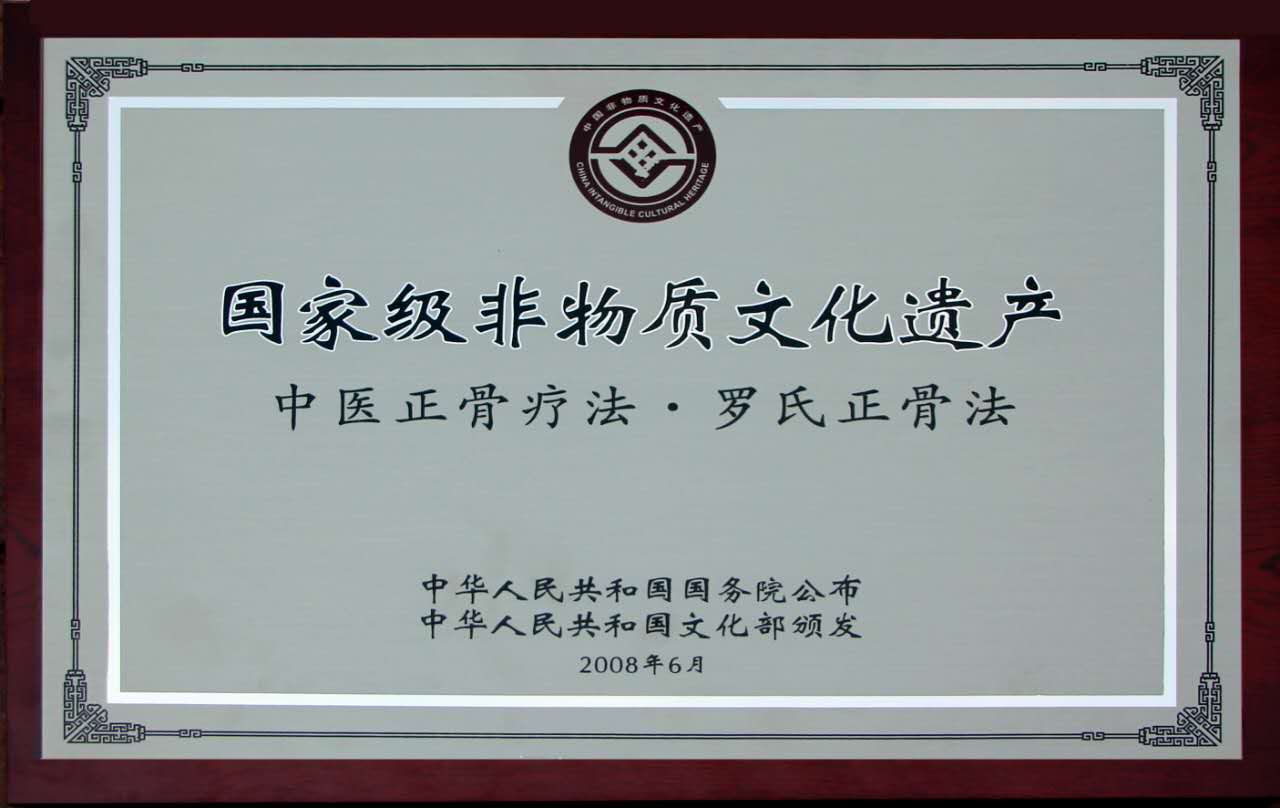 中国非物质文化遗产
CHINA INTANGIBLE CULTURAL HERITAGE
国家级非物质文化遗产
中医正骨疗法·罗氏正骨法
中华人民共和国国务院公布
中华人民共和国文化部颁发
2008年6月